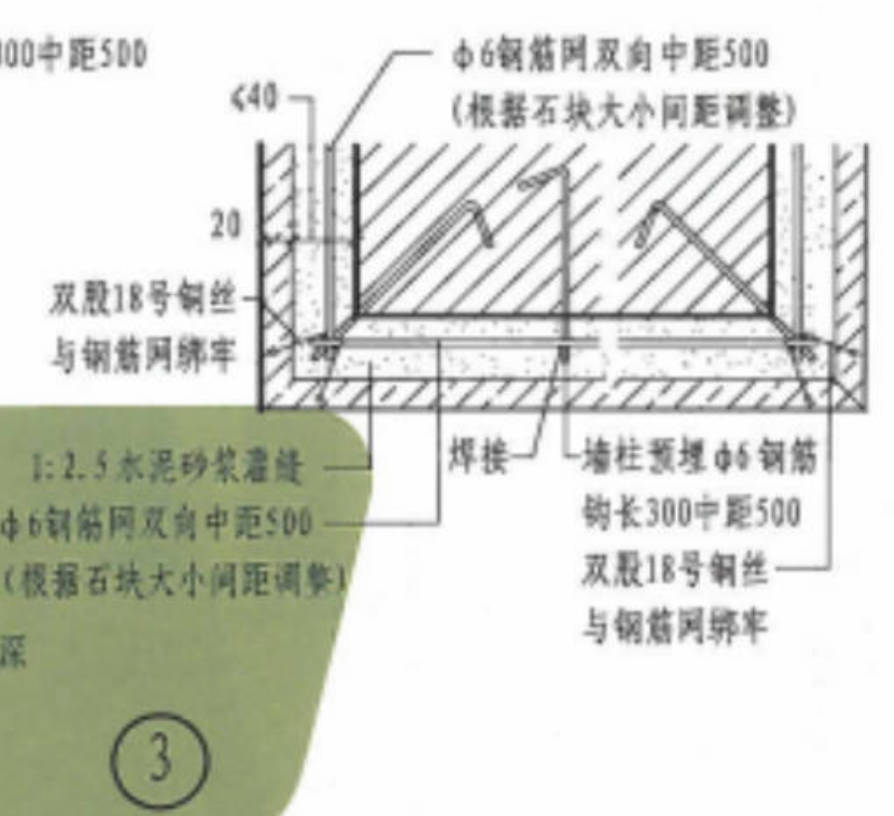 00中距500
ф6钢筋网双向中距500
(根据石块大小间距调整)
≤40
20
双股18号铜丝
与钢筋网绑牢
1:2.5水泥砂浆灌缝
ф6钢筋网双向中距500
(根据石块大小间距调整)
深
焊接
墙柱预埋ф6钢筋
钩长300中距500
双股18号铜丝
与钢筋网绑牢
3